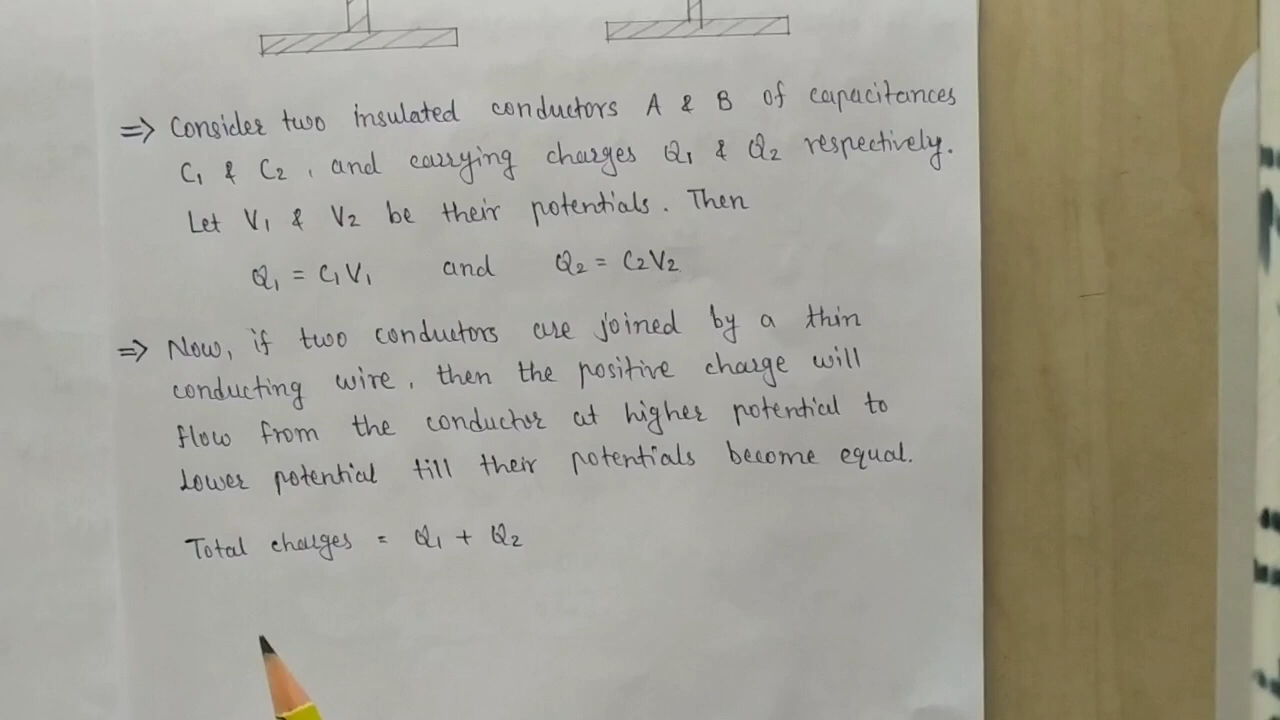 => Consider two insulated conductors A & B of capacitances
C1 & C2, and carrying charges Q1 & Q2 respectively.
Let V1 & V2 be their potentials. Then
Q1 = C1V1 and Q2 = C2V2
=> Now, if two conductors are joined by a thin
conducting wire, then the positive charge will
flow from the conductor at higher potential to
lower potential till their potentials become equal.
Total charges = Q1 + Q2